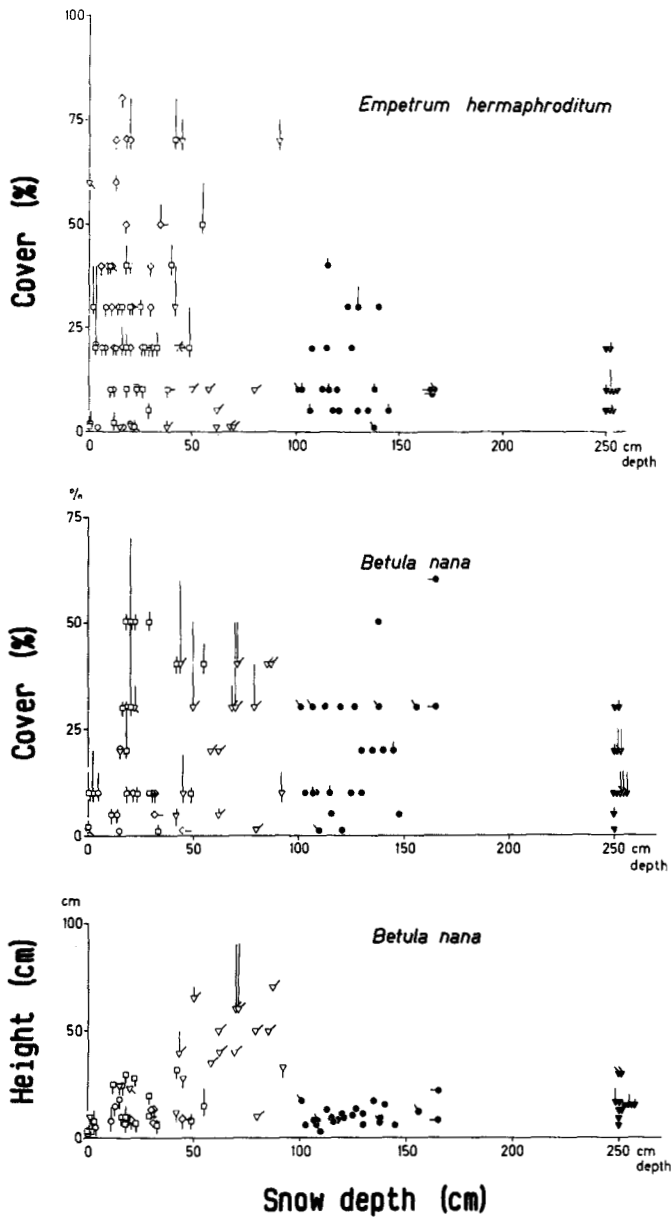 100
Empetrum hermaphroditum
75
Cover (%)
50
25
0
0 50 100 150 200 250 cm
depth
%
75
Betula nana
Cover (%)
50
25
0
0 50 100 150 200 250 cm
depth
cm
100
Betula nana
Height (cm)
50
0
0 50 100 150 200 250 cm
depth
Snow depth (cm)